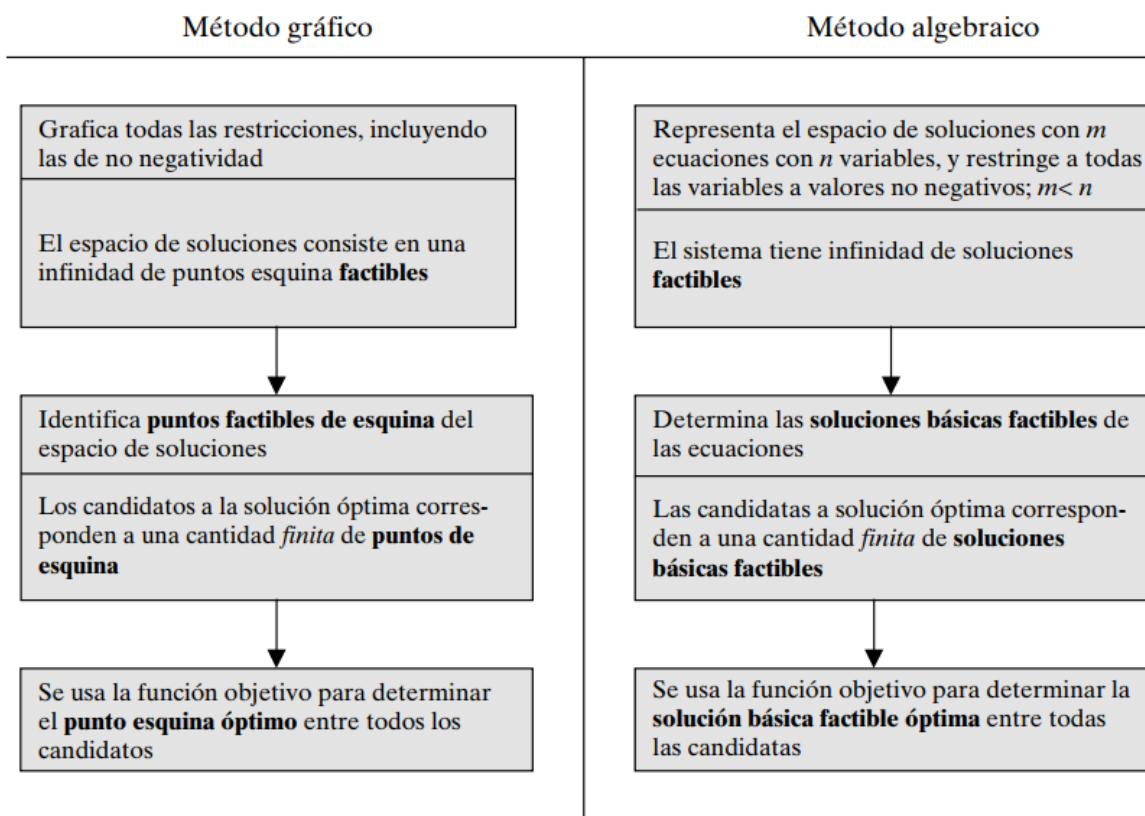 Método gráfico
Grafica todas las restricciones, incluyendo
las de no negatividad
El espacio de soluciones consiste en una
infinidad de puntos esquina factibles
Identifica puntos factibles de esquina del
espacio de soluciones
Los candidatos a la solución óptima corres-
ponden a una cantidad finita de puntos de
esquina
Se usa la función objetivo para determinar
el punto esquina óptimo entre todos los
candidatos
Método algebraico
Representa el espacio de soluciones con m
ecuaciones con n variables, y restringe a todas
las variables a valores no negativos; m< n
El sistema tiene infinidad de soluciones
factibles
Determina las soluciones básicas factibles de
las ecuaciones
Las candidatas a solución óptima correspon-
den a una cantidad finita de soluciones
básicas factibles
Se usa la función objetivo para determinar la
solución básica factible óptima entre todas
las candidatas